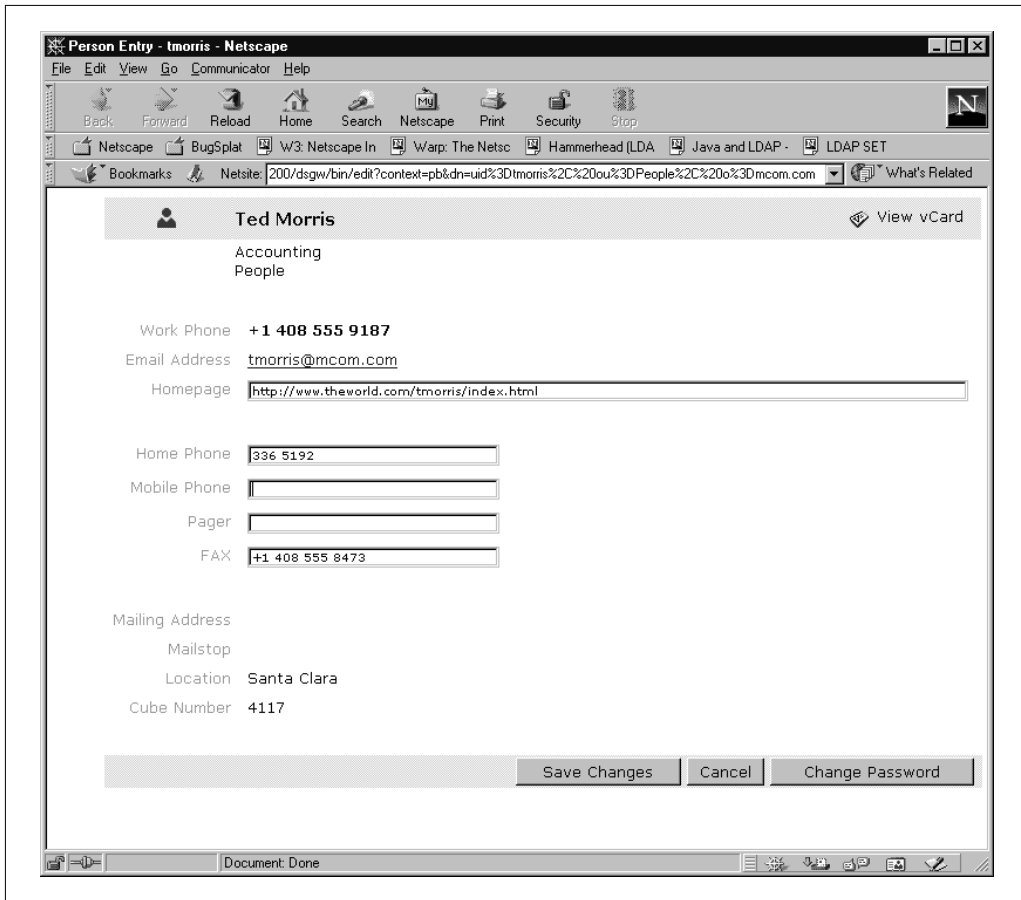 Person Entry - tmorris - Netscape
File Edit View Go Communicator Help
Back Forward Reload Home Search Netscape Print Security Stop
My
N
Netscape BugSplat W3: Netscape In Warp: The Netsc Hammerhead (LDA Java and LDAP - LDAP SET
Bookmarks Netsite: 200/dsgw/bin/edit?context=pb&dn=uid%3Dtmorris%2C%20ou%3DPeople%2C%20o%3Dmcom.com What's Related
Ted Morris View vCard
Accounting
People
Work Phone +1 408 555 9187
Email Address tmorris@mcom.com
Homepage http://www.theworld.com/tmorris/index.html
Home Phone 336 5192
Mobile Phone
Pager
FAX +1 408 555 8473
Mailing Address
Mailstop
Location Santa Clara
Cube Number 4117
Save Changes Cancel Change Password
Document: Done